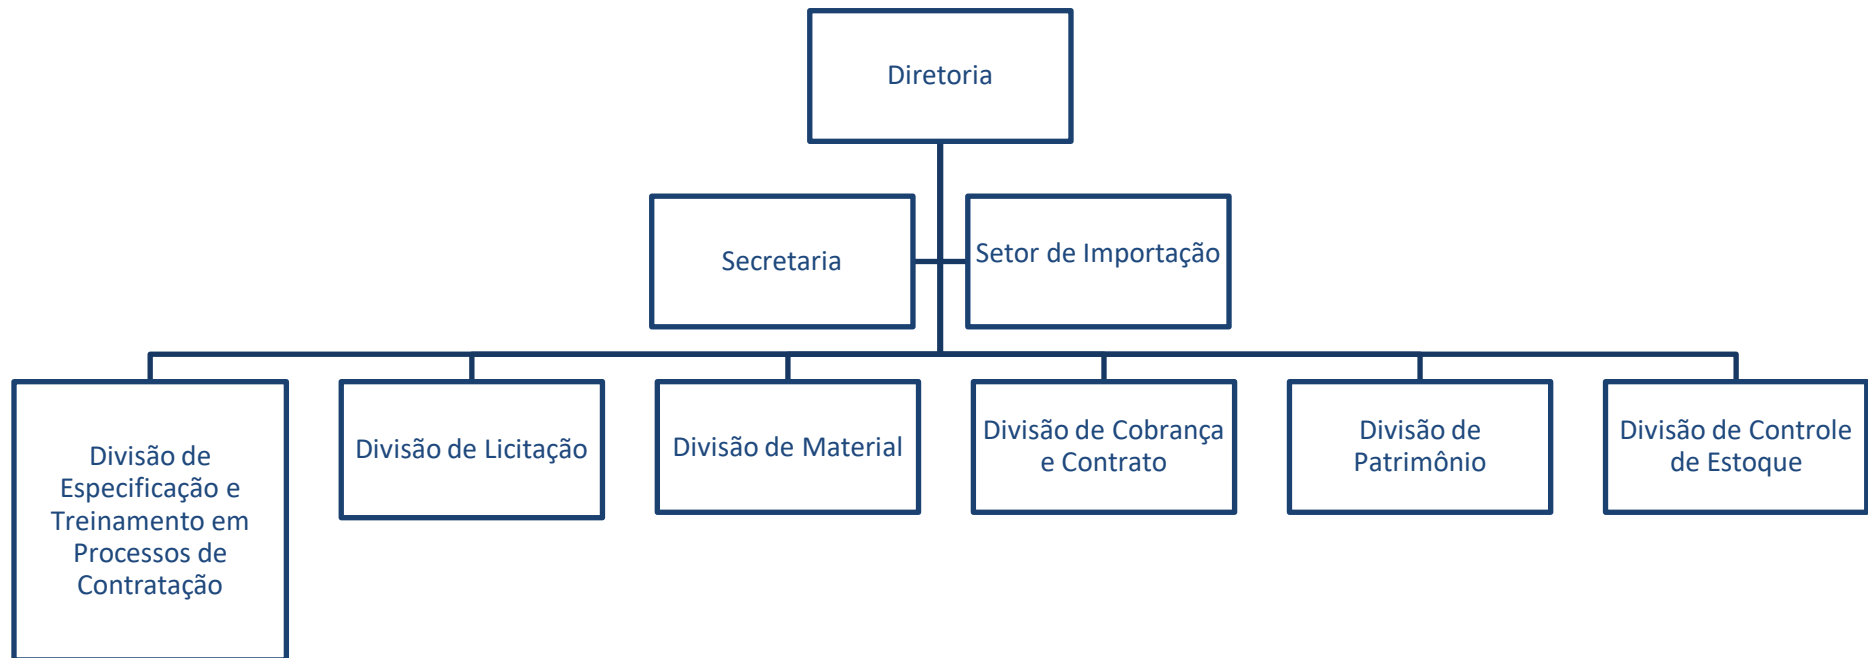 Diretoria
Secretaria
Setor de Importação
Divisão de
Especificação e
Treinamento em
Processos de
Contratação
Divisão de Licitação
Divisão de Material
Divisão de Cobrança
e Contrato
Divisão de
Patrimônio
Divisão de Controle
de Estoque